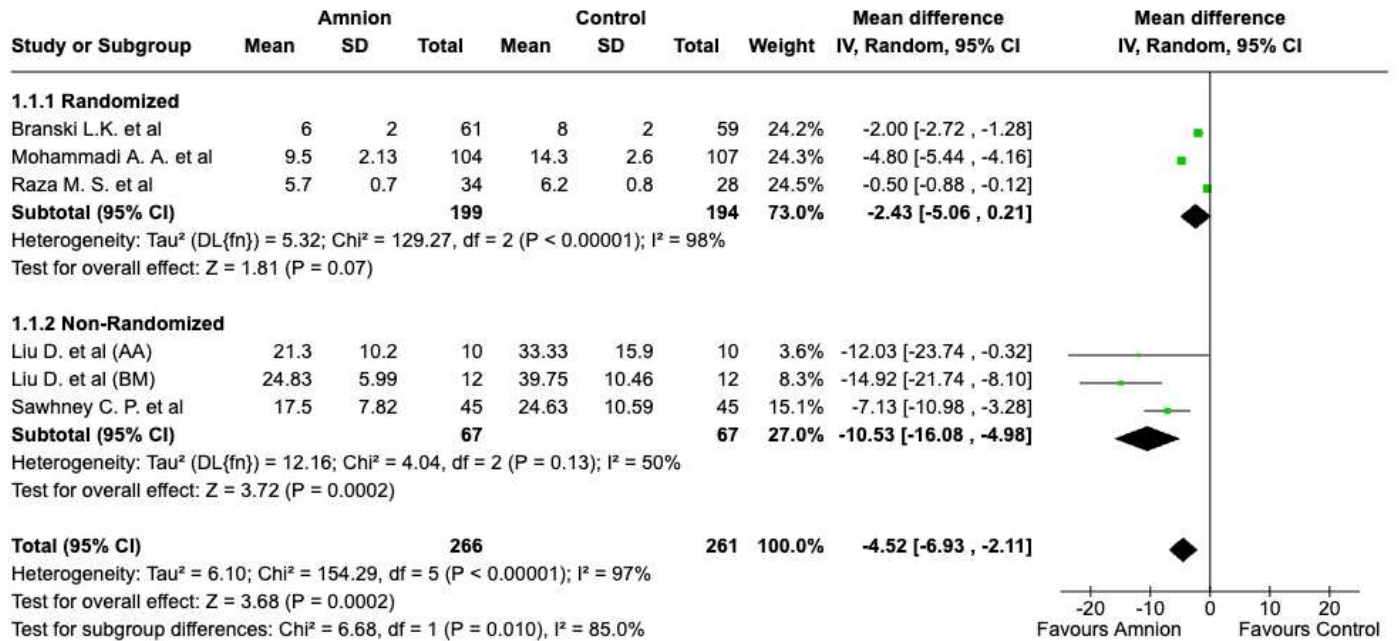 Amnion Control Mean difference Mean difference
Study or Subgroup Mean SD Total Mean SD Total Weight IV, Random, 95% CI IV, Random, 95% CI
1.1.1 Randomized
Branski L.K. et al 6 2 61 8 2 59 24.2% -2.00 [-2.72 , -1.28]
Mohammadi A. A. et al 9.5 2.13 104 14.3 2.6 107 24.3% -4.80 [-5.44 , -4.16]
Raza M. S. et al 5.7 0.7 34 6.2 0.8 28 24.5% -0.50 [-0.88 , -0.12]
Subtotal (95% CI) 199 194 73.0% -2.43 [-5.06 , 0.21]
Heterogeneity: Tau² (DL{fn}) = 5.32; Chi² = 129.27, df = 2 (P < 0.00001); I² = 98%
Test for overall effect: Z = 1.81 (P = 0.07)
1.1.2 Non-Randomized
Liu D. et al (AA) 21.3 10.2 10 33.33 15.9 10 3.6% -12.03 [-23.74 , -0.32]
Liu D. et al (BM) 24.83 5.99 12 39.75 10.46 12 8.3% -14.92 [-21.74 , -8.10]
Sawhney C. P. et al 17.5 7.82 45 24.63 10.59 45 15.1% -7.13 [-10.98 , -3.28]
Subtotal (95% CI) 67 67 27.0% -10.53 [-16.08 , -4.98]
Heterogeneity: Tau² (DL{fn}) = 12.16; Chi² = 4.04, df = 2 (P = 0.13); I² = 50%
Test for overall effect: Z = 3.72 (P = 0.0002)
Total (95% CI) 266 261 100.0% -4.52 [-6.93 , -2.11]
Heterogeneity: Tau² = 6.10; Chi² = 154.29, df = 5 (P < 0.00001); I² = 97%
Test for overall effect: Z = 3.68 (P = 0.0002)
Test for subgroup differences: Chi² = 6.68, df = 1 (P = 0.010), I² = 85.0%
-20 -10 0 10 20
Favours Amnion Favours Control